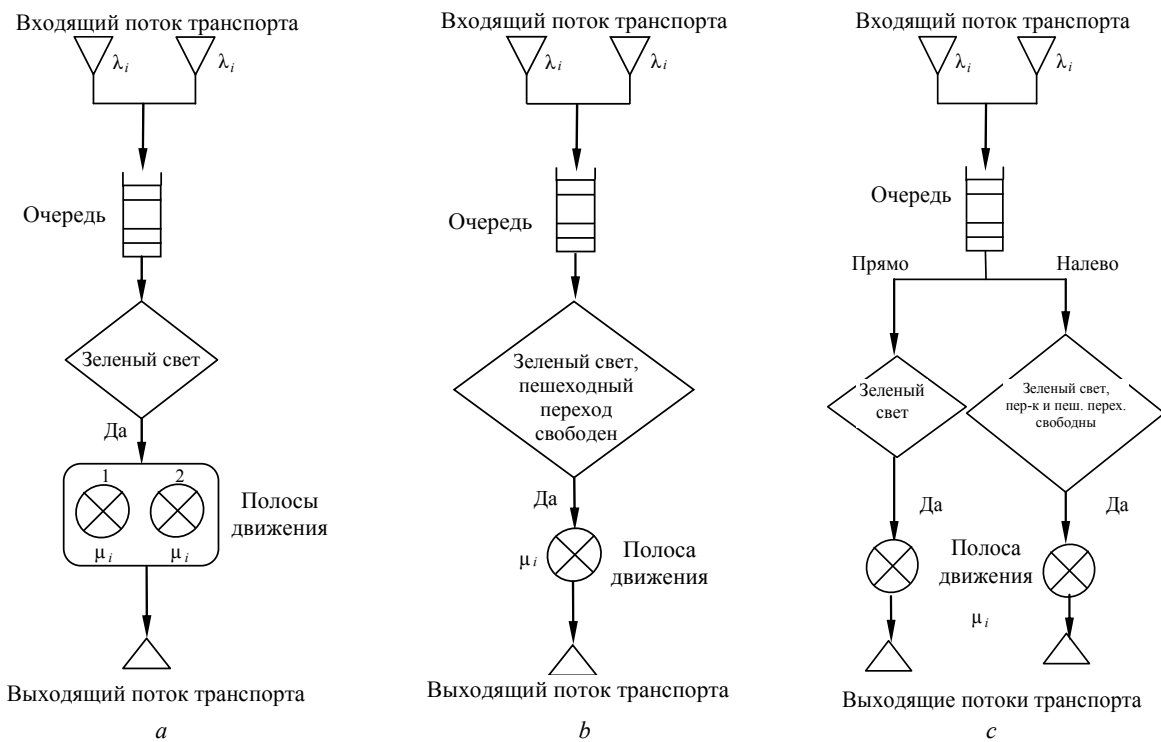 Входящий поток транспорта
λi
λi
Очередь
Зеленый свет
Да
1
2
Полосы
движения
μi
μi
Выходящий поток транспорта
a
Входящий поток транспорта
λi
λi
Очередь
Зеленый свет,
пешеходный
переход
свободен
Да
μi
Полоса
движения
Выходящий поток транспорта
b
Входящий поток транспорта
λi
λi
Очередь
Прямо
Налево
Зеленый
свет
Зеленый свет,
пер-к и пеш. перех.
свободны
Да
Да
Полоса
движения
μi
Выходящие потоки транспорта
c